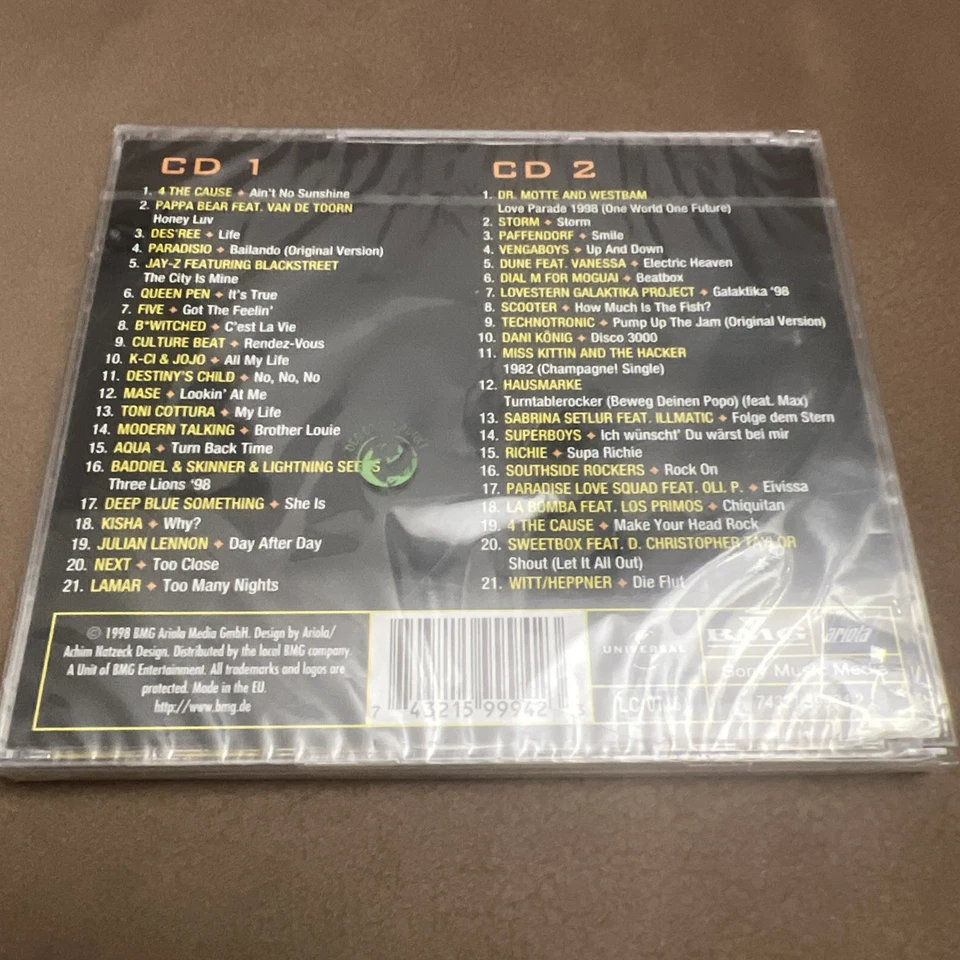 CD 1
1. 4 THE CAUSE ✦ Ain't No Sunshine
2. PAPPA BEAR FEAT. VAN DE TOORN
Honey Luv
3. DES'REE ✦ Life
4. PARADISIO ✦ Bailando (Original Version)
5. JAY-Z FEATURING BLACKSTREET
The City Is Mine
6. QUEEN PEN ✦ It's True
7. FIVE ✦ Got The Feelin'
8. B*WITCHED ✦ C'est La Vie
9. CULTURE BEAT ✦ Rendez-Vous
10. K-CI & JOJO ✦ All My Life
11. DESTINY'S CHILD ✦ No, No, No
12. MASE ✦ Lookin' At Me
13. TONI COTTURA ✦ My Life
14. MODERN TALKING ✦ Brother Louie
15. AQUA ✦ Turn Back Time
16. BADDIEL & SKINNER & LIGHTNING SEEDS
Three Lions '98
17. DEEP BLUE SOMETHING ✦ She Is
18. KISHA ✦ Why?
19. JULIAN LENNON ✦ Day After Day
20. NEXT ✦ Too Close
21. LAMAR ✦ Too Many Nights
CD 2
1. DR. MOTTE AND WESTBAM
Love Parade 1998 (One World One Future)
2. STORM ✦ Storm
3. PAFFENDORF ✦ Smile
4. VENGABOYS ✦ Up And Down
5. DUNE FEAT. VANESSA ✦ Electric Heaven
6. DIAL M FOR MOGUAI ✦ Beatbox
7. LOVESTERN GALAKTIKA PROJECT ✦ Galaktika '98
8. SCOOTER ✦ How Much Is The Fish?
9. TECHNOTRONIC ✦ Pump Up The Jam (Original Version)
10. DANI KÖNIG ✦ Disco 3000
11. MISS KITTIN AND THE HACKER
1982 (Champagne! Single)
12. HAUSMARKE
Turntablerocker (Beweg Deinen Popo) (feat. Max)
13. SABRINA SETLUR FEAT. ILLMATIC ✦ Folge dem Stern
14. SUPERBOYS ✦ Ich wünscht' Du wärst bei mir
15. RICHIE ✦ Supa Richie
16. SOUTHSIDE ROCKERS ✦ Rock On
17. PARADISE LOVE SQUAD FEAT. OLI. P. ✦ Eivissa
18. LA BOMBA FEAT. LOS PRIMOS ✦ Chiquitan
19. 4 THE CAUSE ✦ Make Your Head Rock
20. SWEETBOX FEAT. D. CHRISTOPHER TAYLOR
Shout (Let It All Out)
21. WITT/HEPPNER ✦ Die Flut
© 1998 BMG Ariola Media GmbH. Design by Ariola/
Achim Natzeck Design. Distributed by the local BMG company.
A Unit of BMG Entertainment. All trademarks and logos are
protected. Made in the EU.
http://www.bmg.de
7 43215 99942 3
UNIVERSAL
BMG
ariola
Sony Music Media
LC